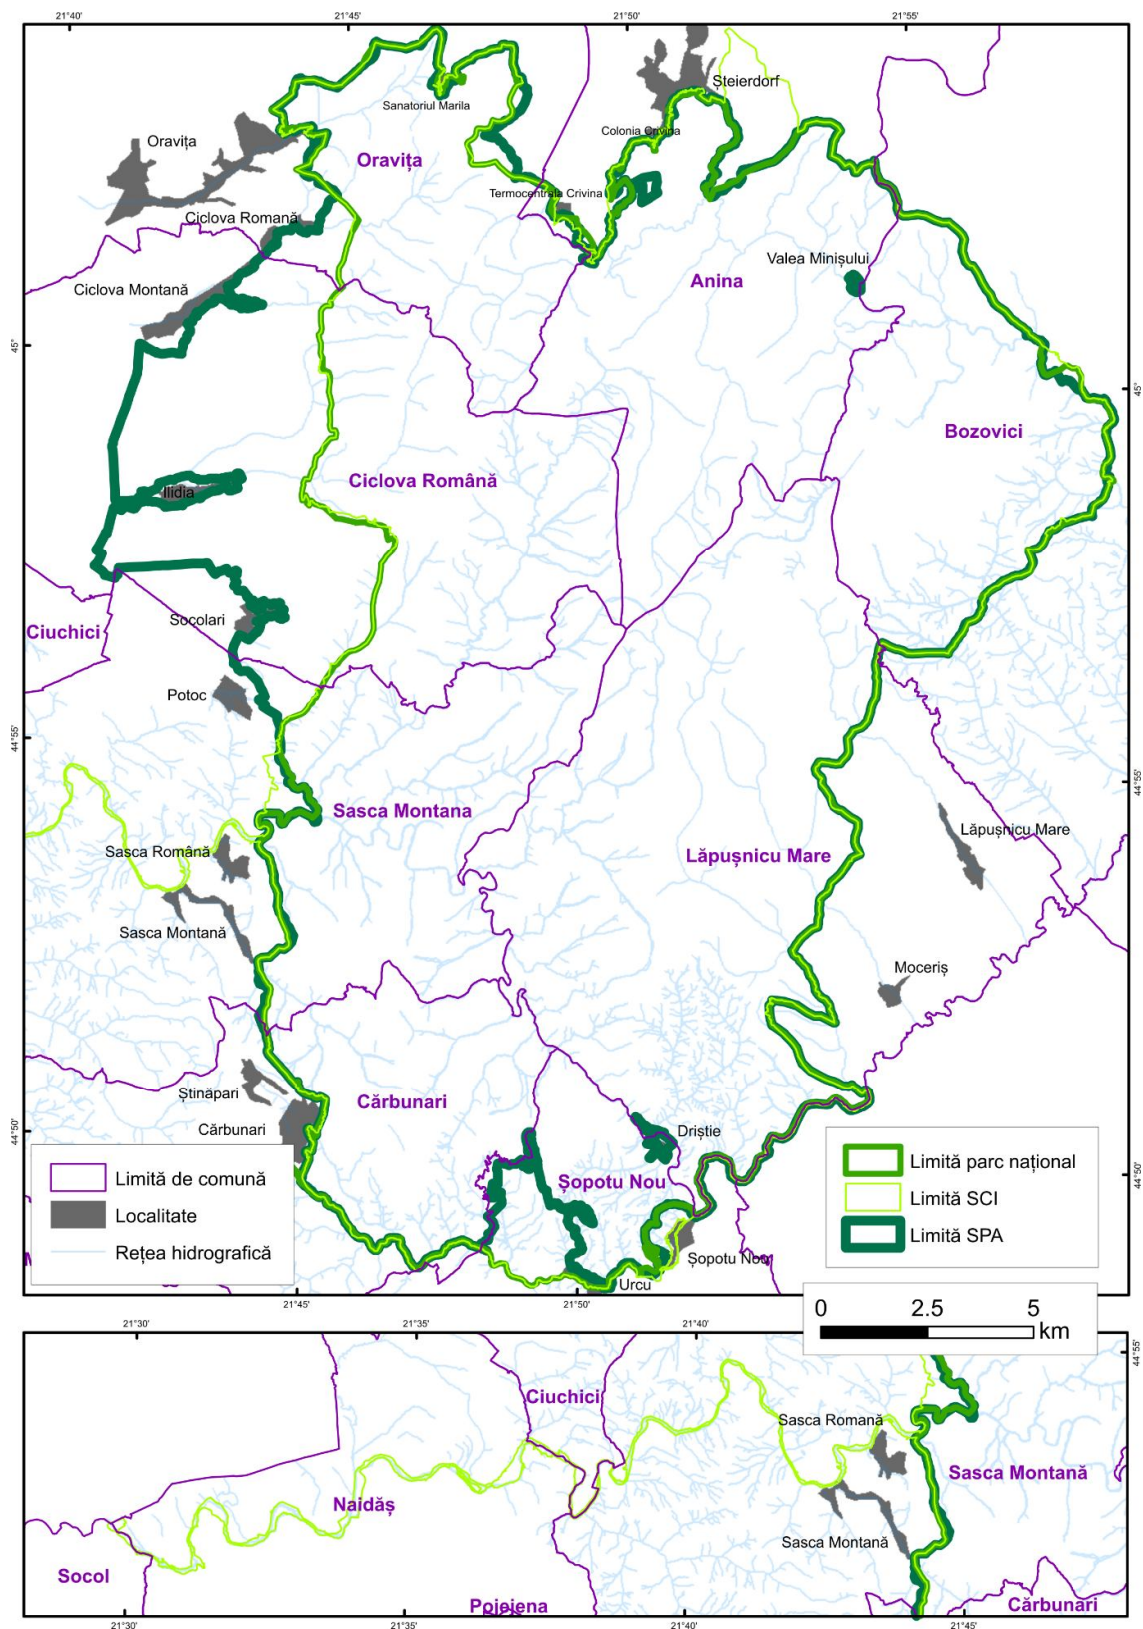 21°40' 21°45' 21°50' 21°55'
Șteierdorf
Sanatoriul Marila
Colonia Crivina
Oravița
Oravița
Termocentrala Crivina
Ciclova Romană
Valea Minișului
Anina
Ciclova Montană
45°
45°
Bozovici
Ciclova Română
Ilidia
Socolari
Ciuchici
Potoc
44°55'
44°55'
Sasca Montana
Lăpușnicu Mare
Sasca Română
Lăpușnicu Mare
Sasca Montană
Moceriș
Știnăpari
Cărbunari
Cărbunari
Driștie
44°50'
44°50'
Șopotu Nou
Șopotu Nou
Urcu
Limită de comună
Localitate
Rețea hidrografică
Limită parc național
Limită SCI
Limită SPA
21°45' 21°50'
0 2.5 5
km
21°30' 21°35' 21°40'
44°55'
Ciuchici
Sasca Romană
Sasca Montană
Naidăș
Sasca Montană
Socol
Pojejena
Cărbunari
21°30' 21°35' 21°40' 21°45'